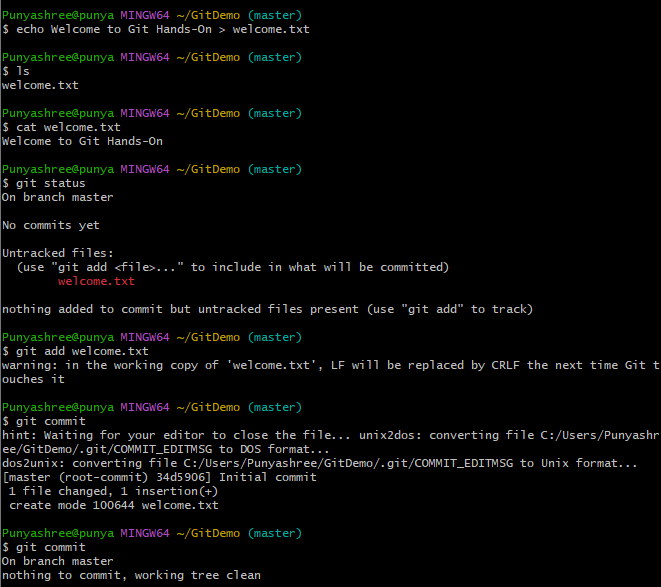 Punyashree@punya MINGW64 ~/GitDemo (master)
$ echo Welcome to Git Hands-On > welcome.txt
Punyashree@punya MINGW64 ~/GitDemo (master)
$ ls
welcome.txt
Punyashree@punya MINGW64 ~/GitDemo (master)
$ cat welcome.txt
Welcome to Git Hands-On
Punyashree@punya MINGW64 ~/GitDemo (master)
$ git status
On branch master
No commits yet
Untracked files:
  (use "git add <file>..." to include in what will be committed)
        welcome.txt
nothing added to commit but untracked files present (use "git add" to track)
Punyashree@punya MINGW64 ~/GitDemo (master)
$ git add welcome.txt
warning: in the working copy of 'welcome.txt', LF will be replaced by CRLF the next time Git t
ouches it
Punyashree@punya MINGW64 ~/GitDemo (master)
$ git commit
hint: Waiting for your editor to close the file... unix2dos: converting file C:/Users/Punyashr
ee/GitDemo/.git/COMMIT_EDITMSG to DOS format...
dos2unix: converting file C:/Users/Punyashree/GitDemo/.git/COMMIT_EDITMSG to Unix format...
[master (root-commit) 34d5906] Initial commit
 1 file changed, 1 insertion(+)
 create mode 100644 welcome.txt
Punyashree@punya MINGW64 ~/GitDemo (master)
$ git commit
On branch master
nothing to commit, working tree clean